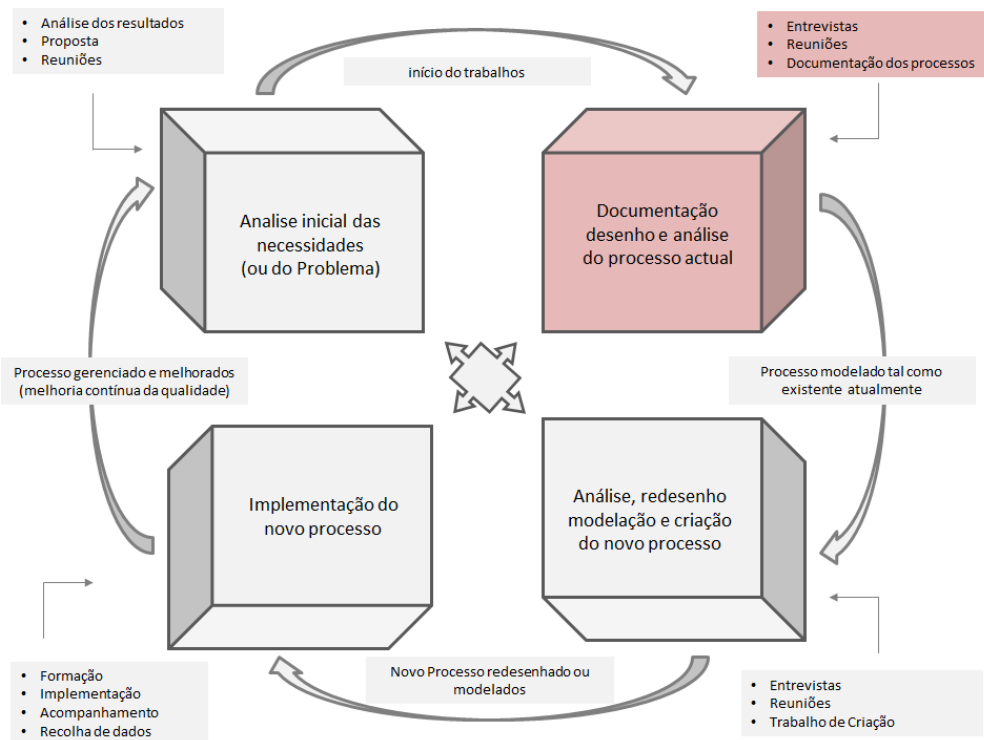 • Análise dos resultados
• Proposta
• Reuniões
início do trabalhos
• Entrevistas
• Reuniões
• Documentação dos processos
Analise inicial das
necessidades
(ou do Problema)
Documentação
desenho e análise
do processo actual
Processo gerenciado e melhorados
(melhoria contínua da qualidade)
Processo modelado tal como
existente atualmente
Implementação do
novo processo
Análise, redesenho
modelação e criação
do novo processo
• Formação
• Implementação
• Acompanhamento
• Recolha de dados
Novo Processo redesenhado ou
modelados
• Entrevistas
• Reuniões
• Trabalho de Criação